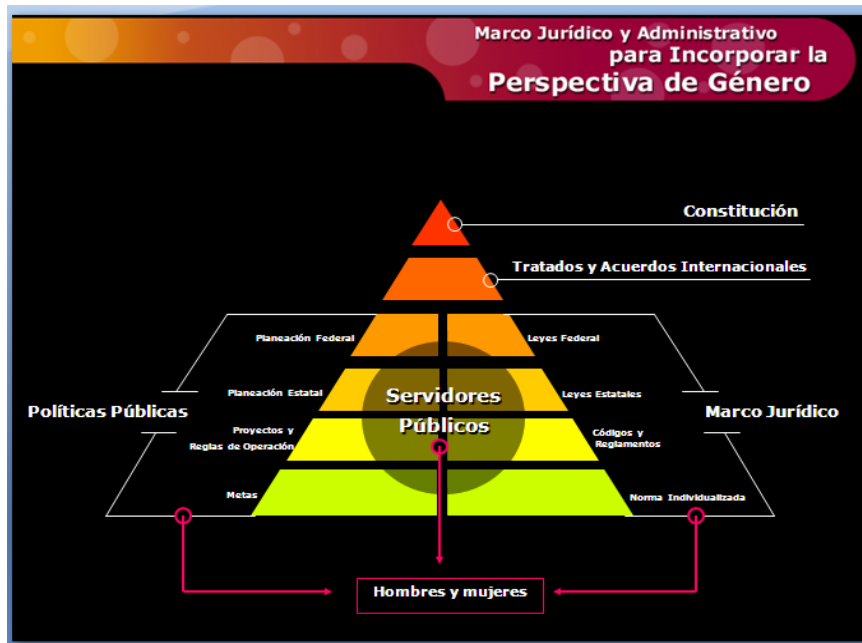 Marco Jurídico y Administrativo
para Incorporar la
Perspectiva de Género
Constitución
Tratados y Acuerdos Internacionales
Planeación Federal
Leyes Federal
Planeación Estatal
Leyes Estatales
Servidores
Públicos
Políticas Públicas
Marco Jurídico
Proyectos y
Reglas de Operación
Códigos y
Reglamentos
Metas
Norma Individualizada
Hombres y mujeres